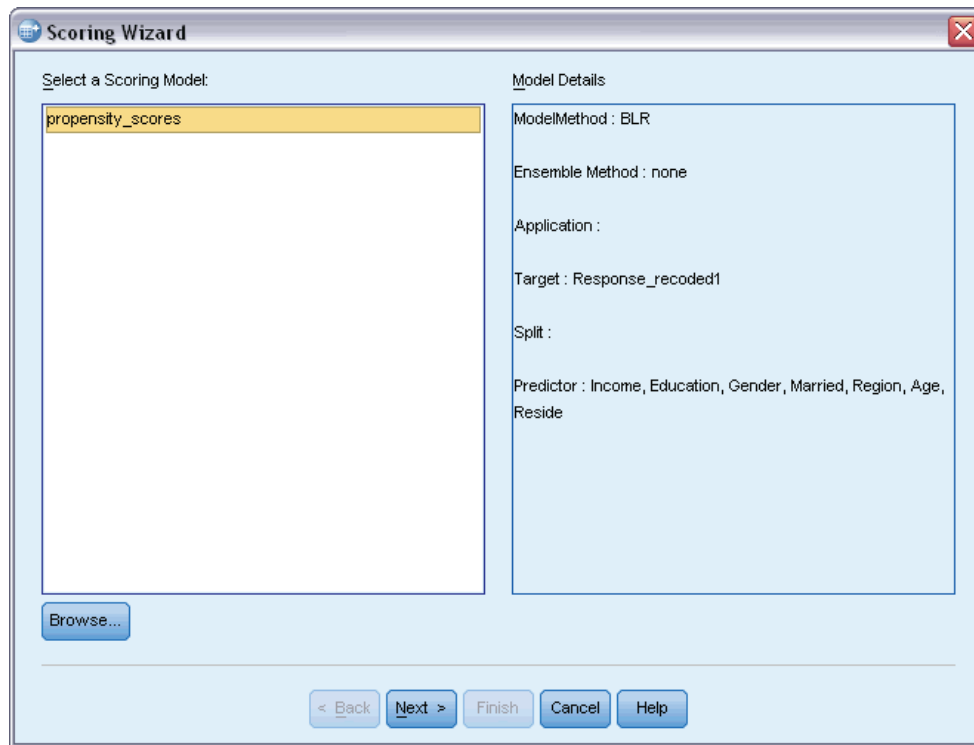 Scoring Wizard
Select a Scoring Model:
propensity_scores
Browse...
Model Details
ModelMethod : BLR
Ensemble Method : none
Application :
Target : Response_recoded1
Split :
Predictor : Income, Education, Gender, Married, Region, Age,
Reside
< Back
Next >
Finish
Cancel
Help